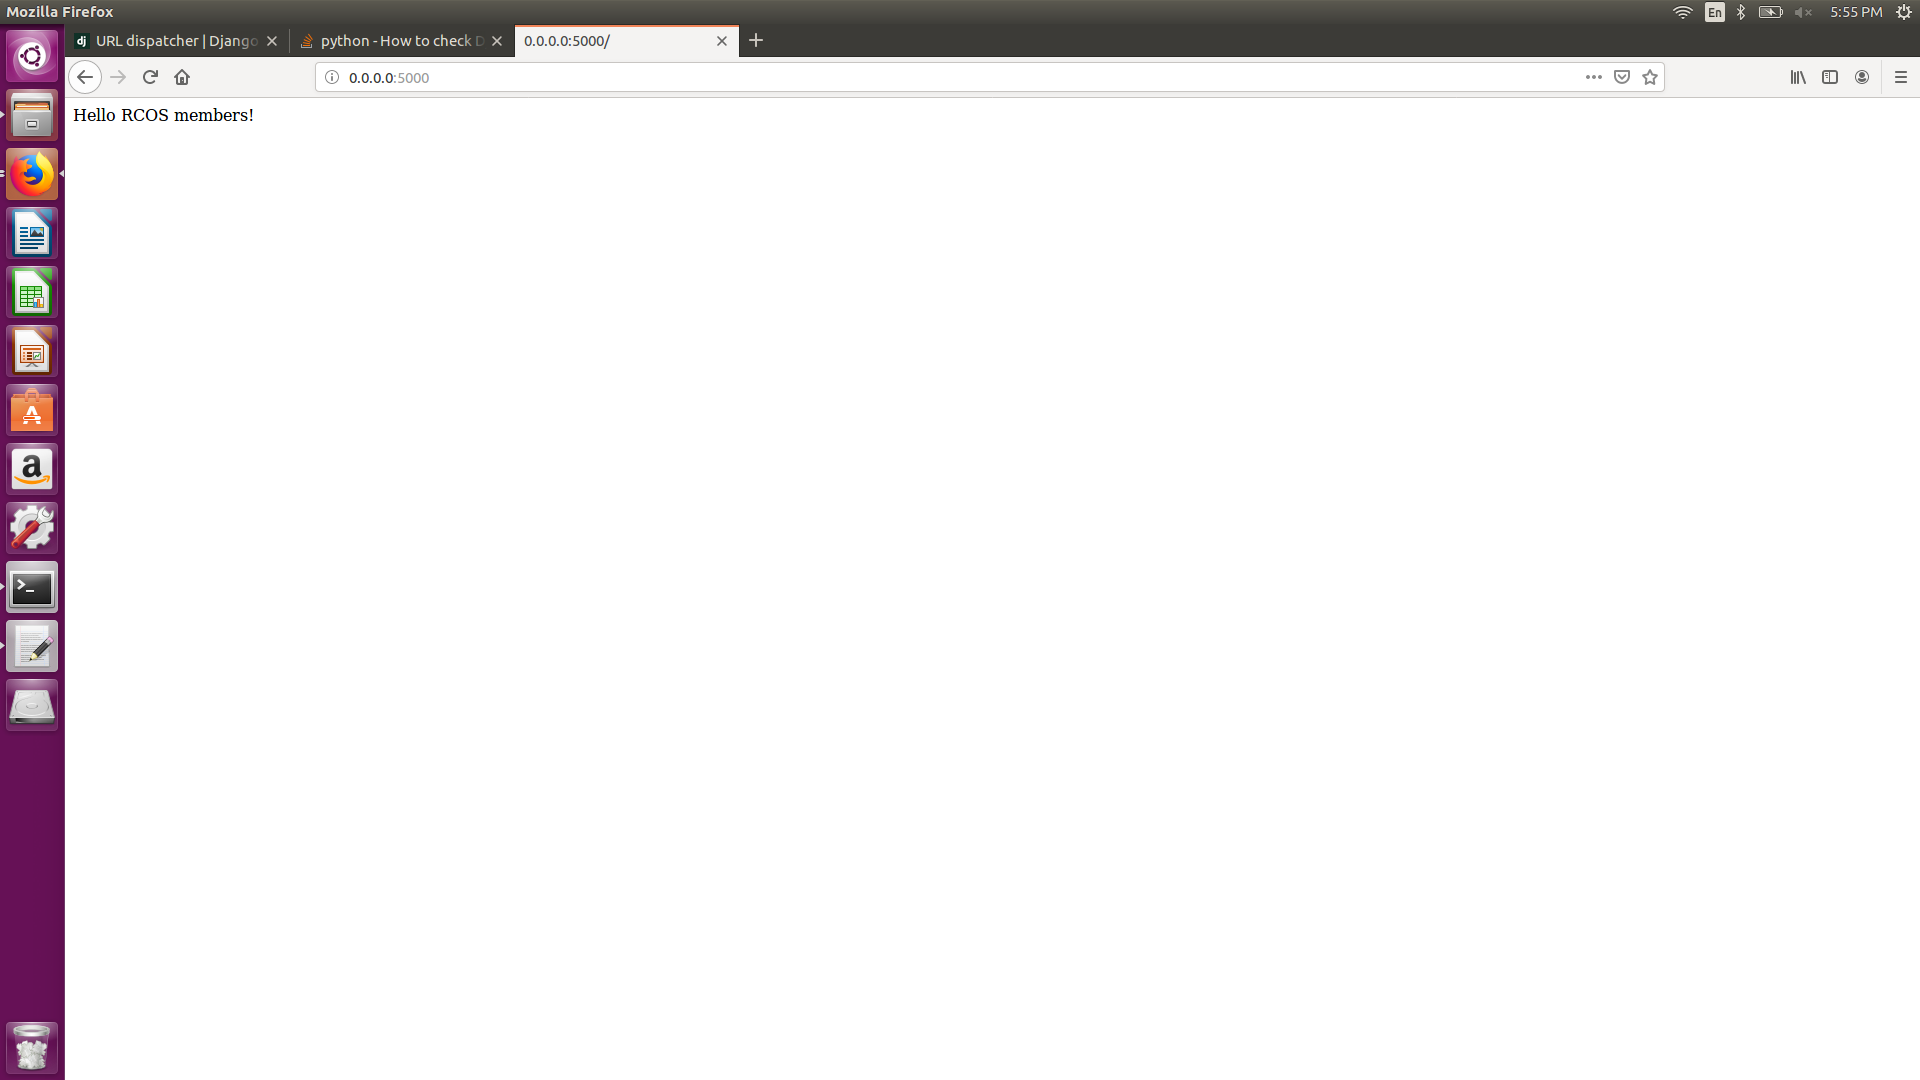 Mozilla Firefox
En
5:55 PM
URL dispatcher | Django
python - How to check D
0.0.0.0:5000/
0.0.0.0:5000
Hello RCOS members!